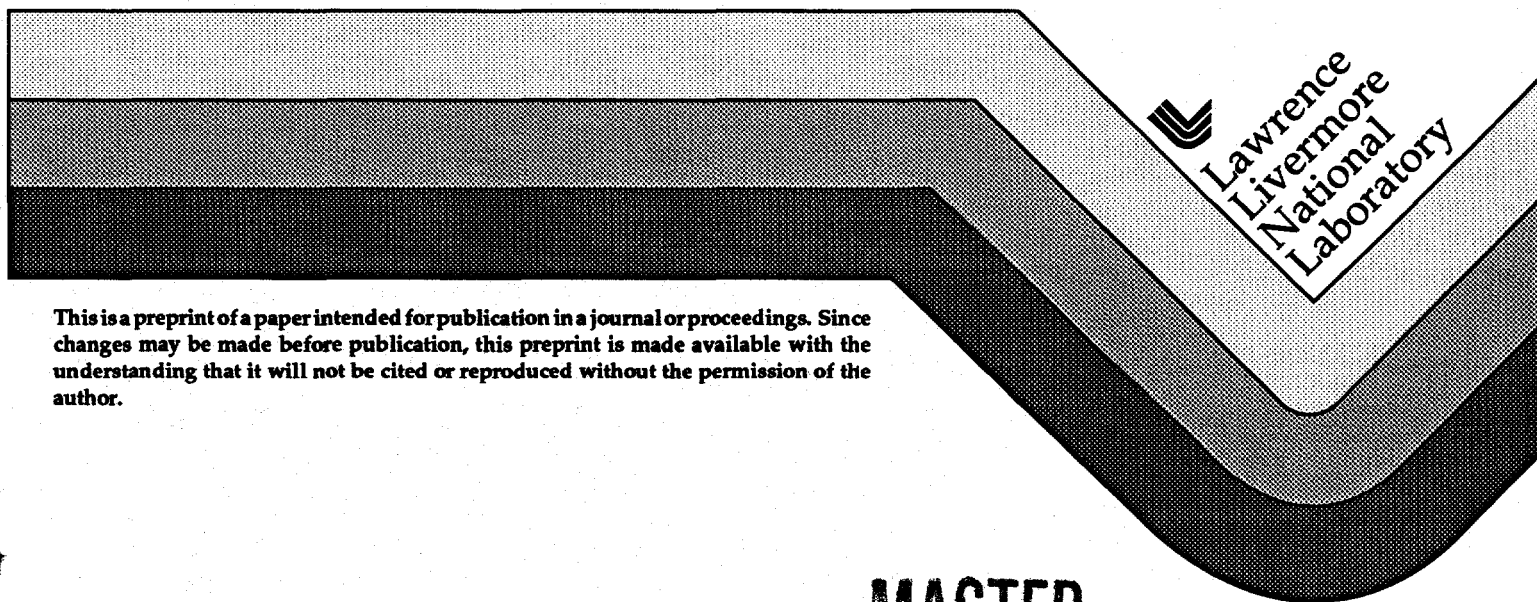 Lawrence
Livermore
National
Laboratory
This is a preprint of a paper intended for publication in a journal or proceedings. Since
changes may be made before publication, this preprint is made available with the
understanding that it will not be cited or reproduced without the permission of the
author.
MASTER